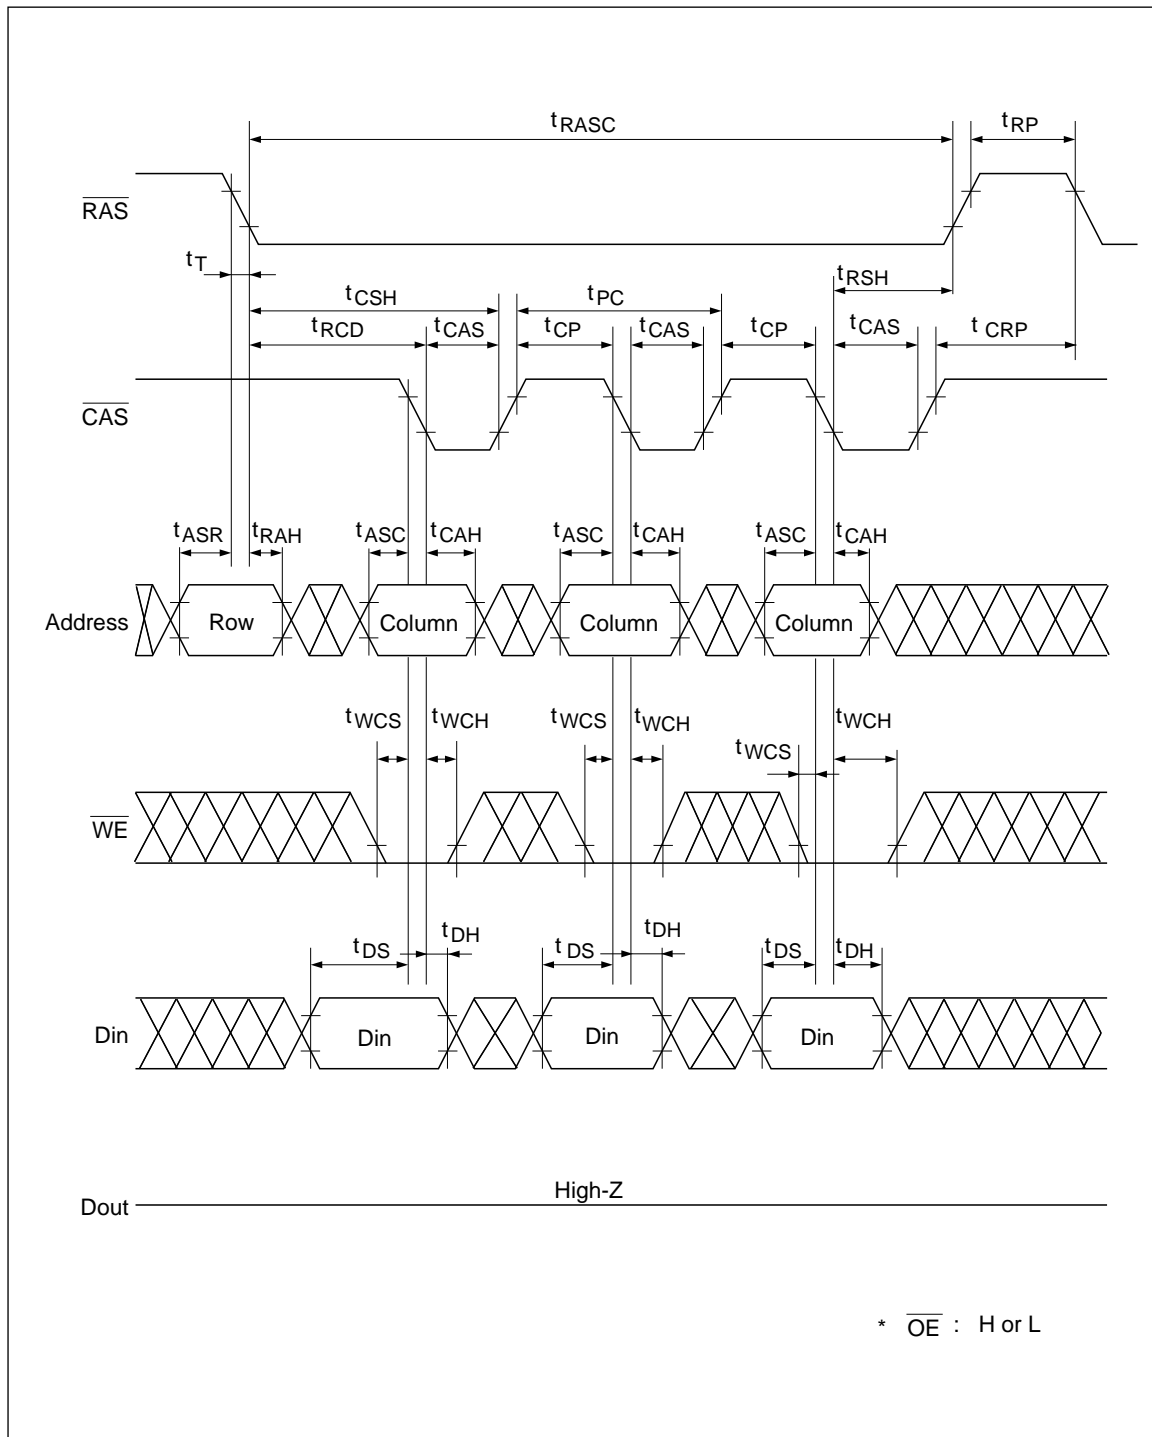 tRASC
tRP
RAS
tT
tRSH
tCSH
tPC
tRCD
tCAS
tCP
tCAS
tCP
tCAS
tCRP
CAS
tASR
tRAH
tASC
tCAH
tASC
tCAH
tASC
tCAH
Address
Row
Column
Column
Column
tWCS
tWCH
tWCS
tWCH
tWCS
tWCH
WE
tDS
tDH
tDS
tDH
tDS
tDH
Din
Din
Din
Din
High-Z
Dout
* OE : H or L